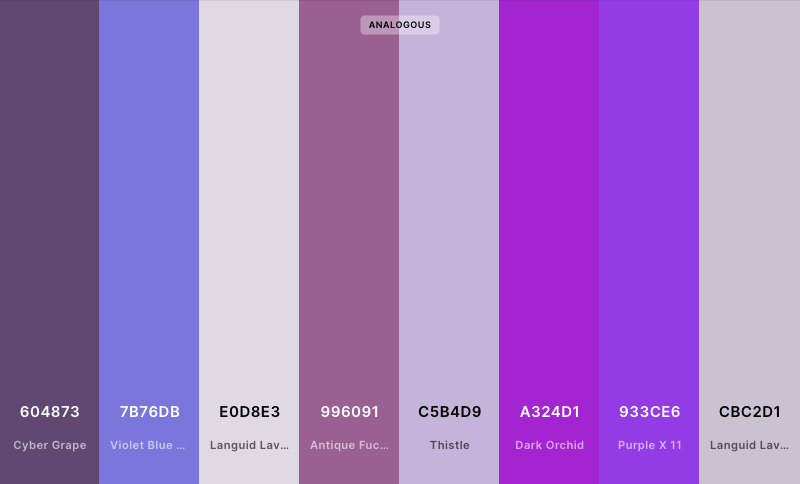 ANALOGOUS
604873
7B76DB
E0D8E3
996091
C5B4D9
A324D1
933CE6
CBC2D1
Cyber Grape
Violet Blue ...
Languid Lav...
Antique Fuc...
Thistle
Dark Orchid
Purple X 11
Languid Lav...